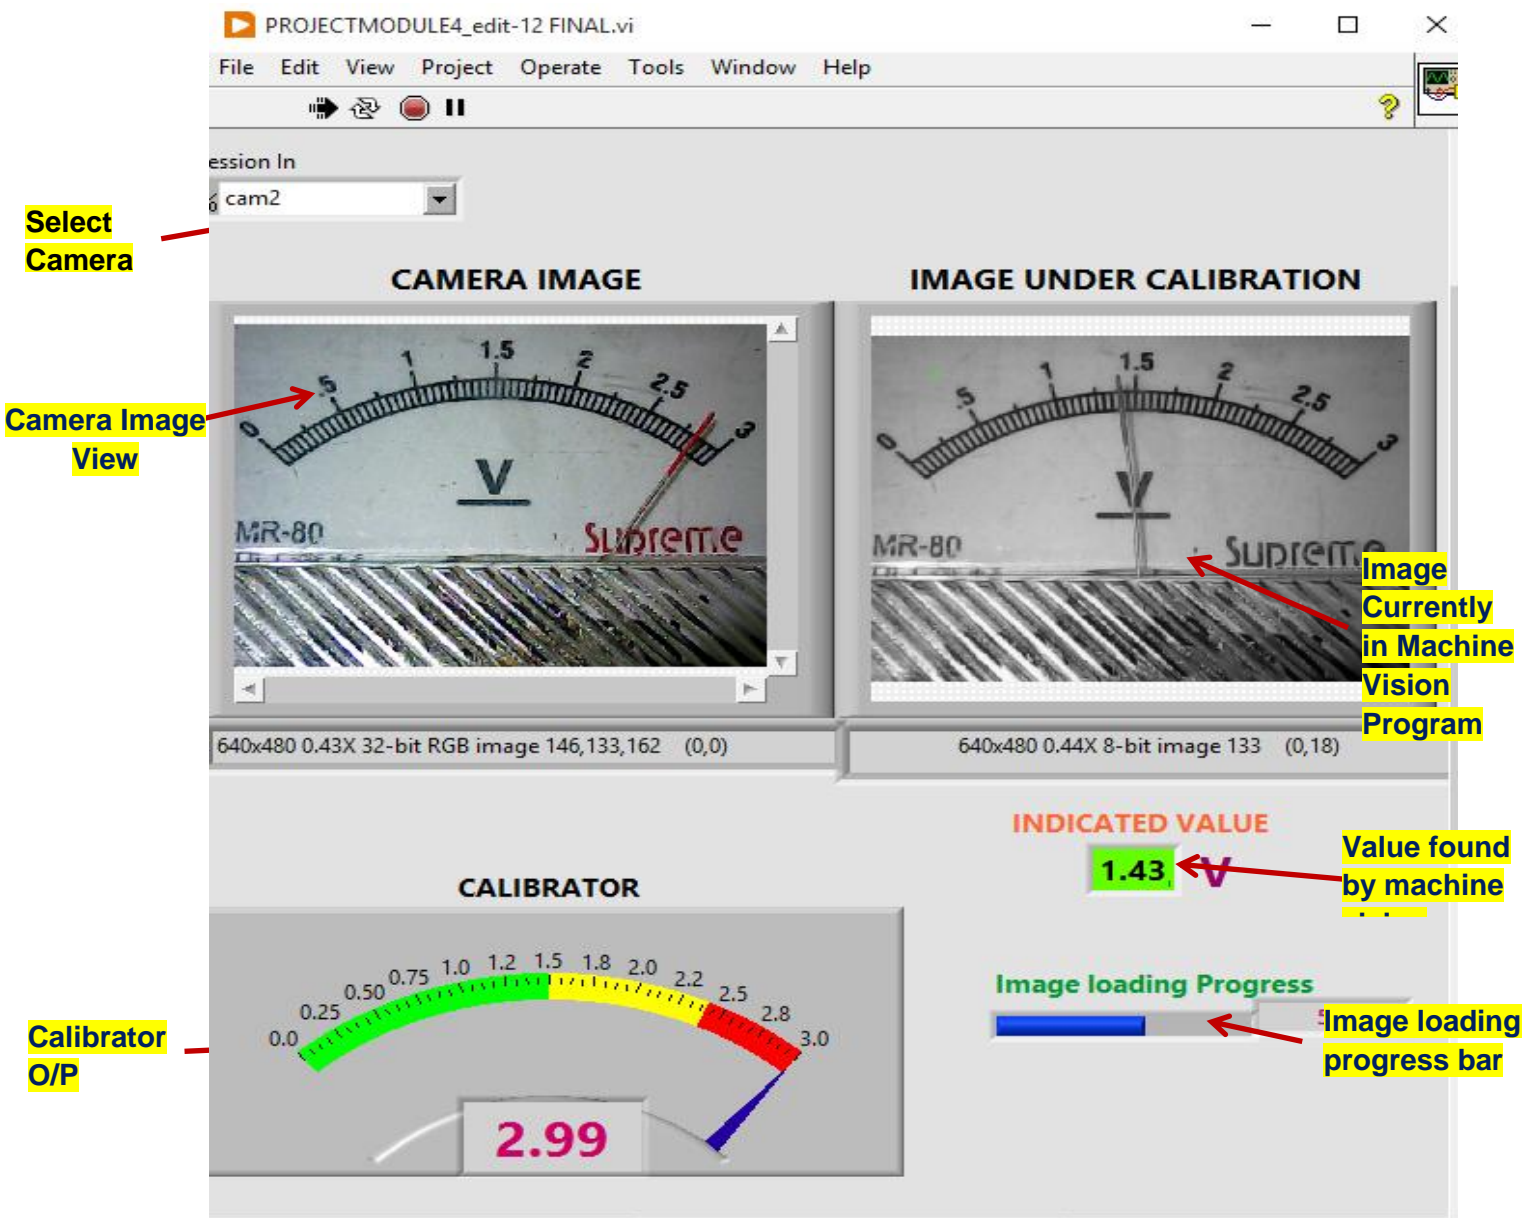 PROJECTMODULE4_edit-12 FINAL.vi
File Edit View Project Operate Tools Window Help
ession In
cam2
Select
Camera
CAMERA IMAGE
IMAGE UNDER CALIBRATION
0 .5 1 1.5 2 2.5 3
V
MR-80 Supreme
0 .5 1 1.5 2 2.5 3
V
MR-80 Supreme
Camera Image
View
Image
Currently
in Machine
Vision
Program
640x480 0.43X 32-bit RGB image 146,133,162 (0,0)
640x480 0.44X 8-bit image 133 (0,18)
INDICATED VALUE
1.43 V
Value found
by machine
CALIBRATOR
0.0 0.25 0.50 0.75 1.0 1.2 1.5 1.8 2.0 2.2 2.5 2.8 3.0
2.99
Calibrator
O/P
Image loading Progress
Image loading
progress bar